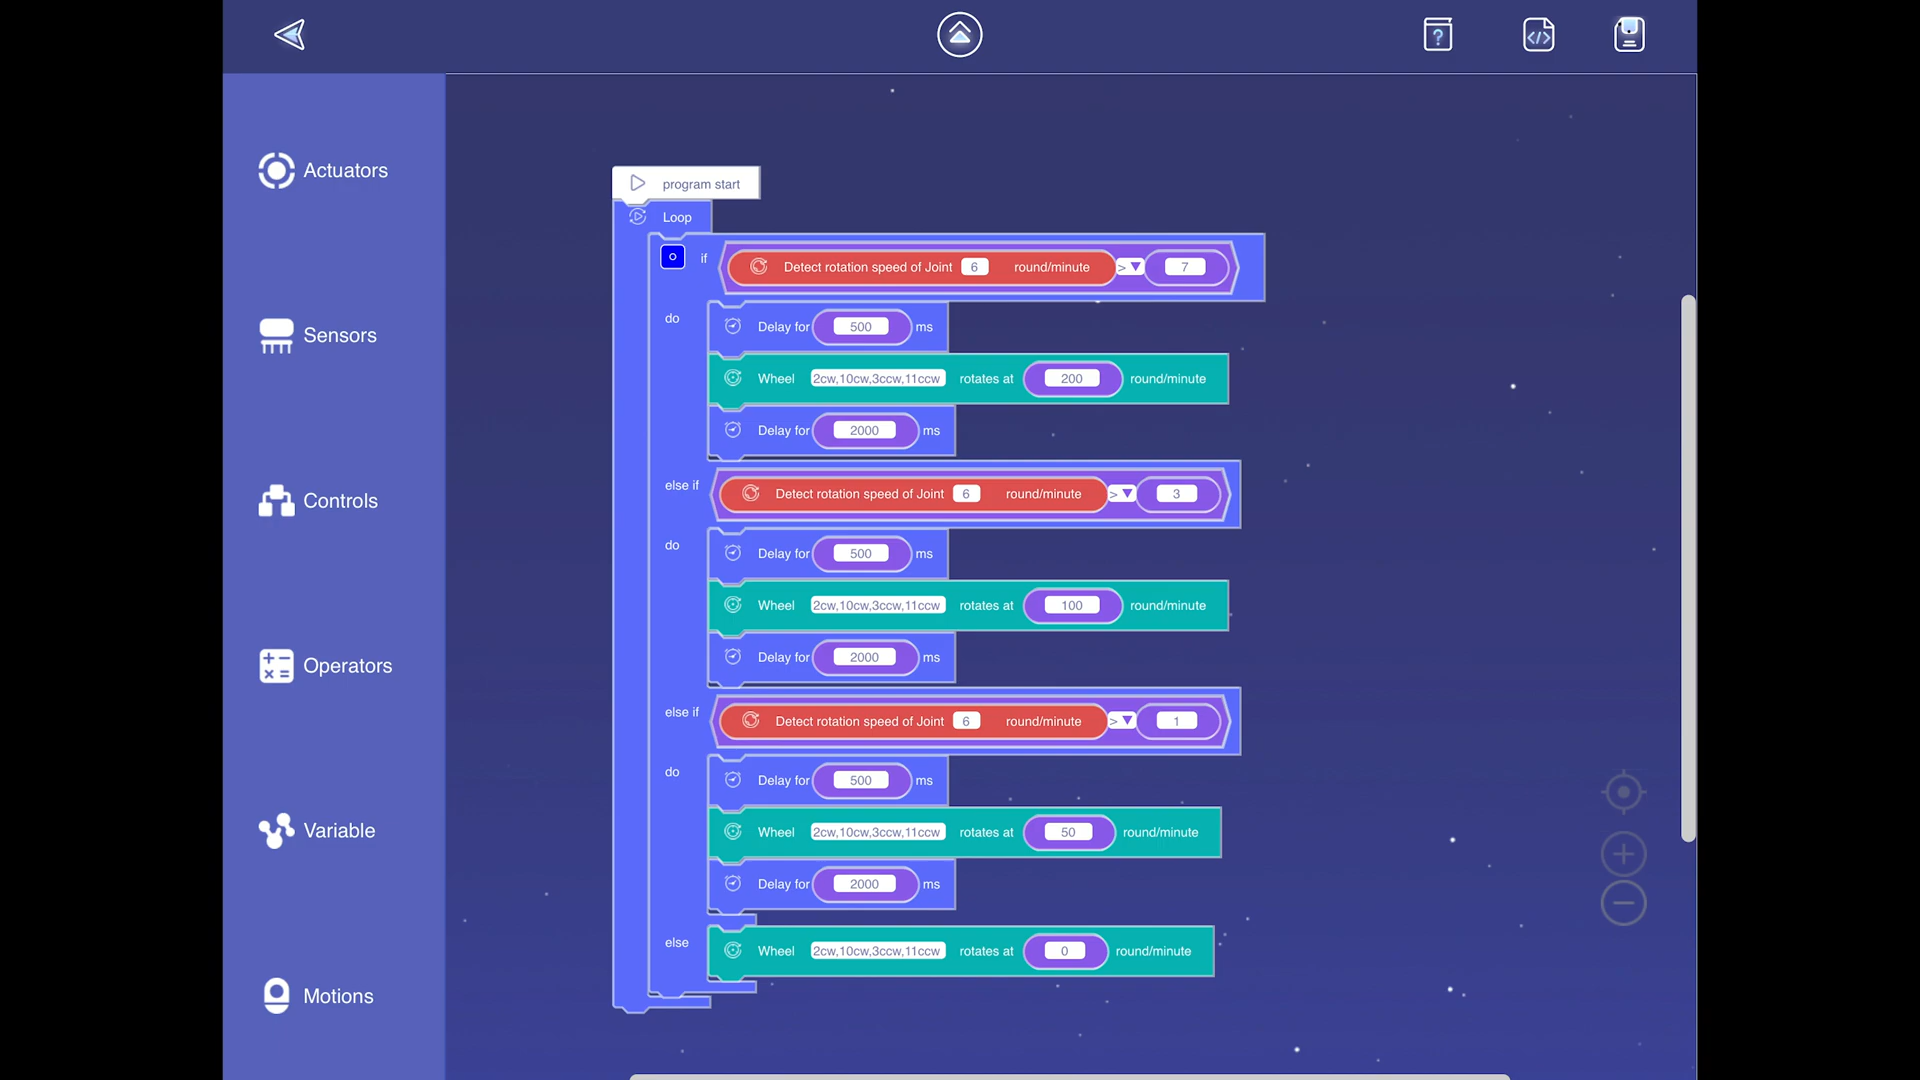 Actuators
Sensors
Controls
Operators
Variable
Motions
program start
Loop
if Detect rotation speed of Joint 6 round/minute > 7
do Delay for 500 ms
Wheel 2cw,10cw,3ccw,11ccw rotates at 200 round/minute
Delay for 2000 ms
else if Detect rotation speed of Joint 6 round/minute > 3
do Delay for 500 ms
Wheel 2cw,10cw,3ccw,11ccw rotates at 100 round/minute
Delay for 2000 ms
else if Detect rotation speed of Joint 6 round/minute > 1
do Delay for 500 ms
Wheel 2cw,10cw,3ccw,11ccw rotates at 50 round/minute
Delay for 2000 ms
else Wheel 2cw,10cw,3ccw,11ccw rotates at 0 round/minute